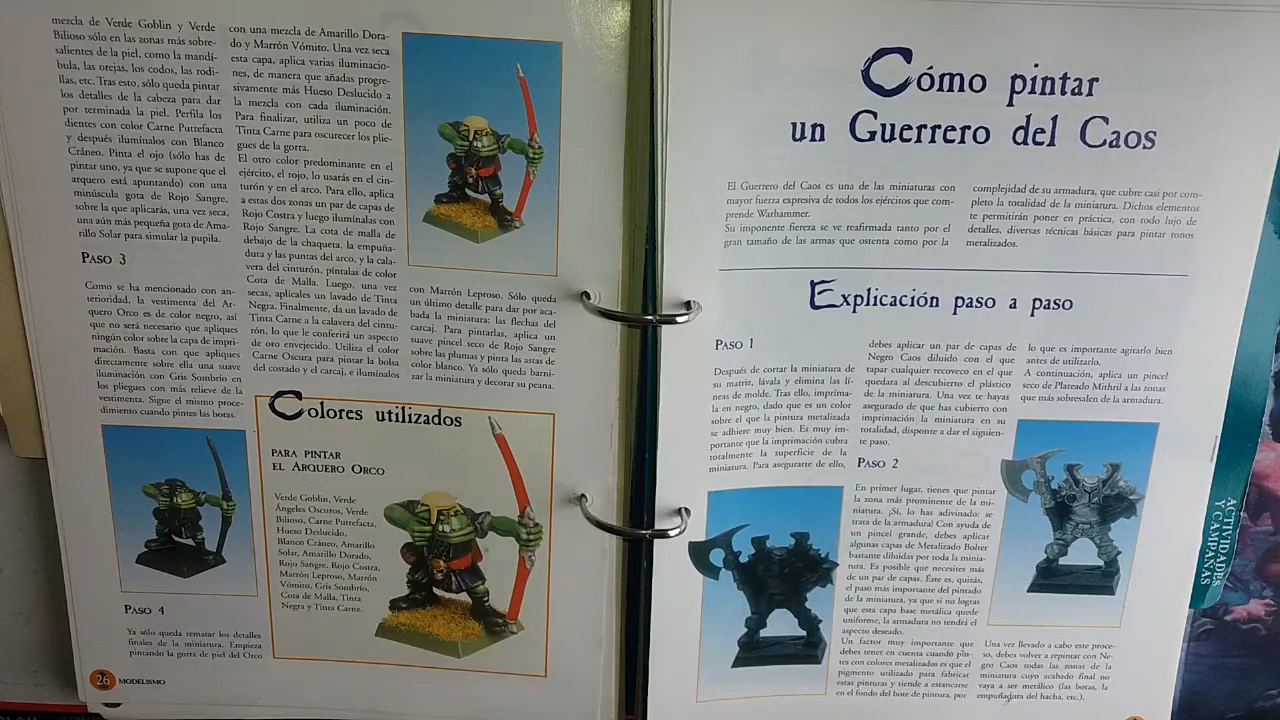 mezcla de Verde Goblin y Verde
Bilioso sólo en las zonas más sobre-
salientes de la piel, como la mandí-
bula, las orejas, los codos, las rodi-
llas, etc. Tras esto, sólo queda pintar
los detalles de la cabeza para dar
por terminada la piel. Perfila los
dientes con color Carne Putrefacta
y después ilumínalos con Blanco
Cráneo. Pinta el ojo (sólo has de
pintar uno, ya que se supone que el
arquero está apuntando) con una
minúscula gota de Rojo Sangre,
sobre la que aplicarás, una vez seca,
una aún más pequeña gota de Ama-
rillo Solar para simular la pupila.
PASO 3
Como se ha mencionado con an-
terioridad, la vestimenta del Ar-
quero Orco es de color negro, así
que no será necesario que apliques
ningún color sobre la capa de impri-
mación. Basta con que apliques
directamente sobre ella una suave
iluminación con Gris Sombrío en
los pliegues con más relieve de la
vestimenta. Sigue el mismo proce-
dimiento cuando pintes las botas.
PASO 4
Ya sólo queda rematar los detalles
finales de la miniatura. Empieza
pintando la gorra de piel del Orco
con una mezcla de Amarillo Dora-
do y Marrón Vómito. Una vez seca
esta capa, aplica varias iluminacio-
nes, de manera que añadas progre-
sivamente más Hueso Deslucido a
la mezcla con cada iluminación.
Para finalizar, utiliza un poco de
Tinta Carne para oscurecer los plie-
gues de la gorra.
El otro color predominante en el
ejército, el rojo, lo usarás en el cin-
turón y en el arco. Para ello, aplica
a estas dos zonas un par de capas de
Rojo Costra y luego ilumínalas con
Rojo Sangre. La cota de malla de
debajo de la chaqueta, la empuña-
dura y las puntas del arco, y la cala-
vera del cinturón, píntalas de color
Cota de Malla. Luego, una vez
secas, aplícales un lavado de Tinta
Negra. Finalmente, da un lavado de
Tinta Carne a la calavera del cintu-
rón, lo que le conferirá un aspecto
de oro envejecido. Utiliza el color
Carne Oscura para pintar la bolsa
del costado y el carcaj, e ilumínalos
con Marrón Leproso. Sólo queda
un último detalle para dar por aca-
bada la miniatura: las flechas del
carcaj. Para pintarlas, aplica un
suave pincel seco de Rojo Sangre
sobre las plumas y pinta las astas de
color blanco. Ya sólo queda barni-
zar la miniatura y decorar su peana.
Colores utilizados
PARA PINTAR
EL ARQUERO ORCO
Verde Goblin, Verde
Ángeles Oscuros, Verde
Bilioso, Carne Putrefacta,
Hueso Deslucido,
Blanco Cráneo, Amarillo
Solar, Amarillo Dorado,
Rojo Sangre, Rojo Costra,
Marrón Leproso, Marrón
Vómito, Gris Sombrío,
Cota de Malla, Tinta
Negra y Tinta Carne.
26 MODELISMO
Cómo pintar
un Guerrero del Caos
El Guerrero del Caos es una de las miniaturas con
mayor fuerza expresiva de todos los ejércitos que com-
prende Warhammer.
Su imponente fiereza se ve reafirmada tanto por el
gran tamaño de las armas que ostenta como por la
complejidad de su armadura, que cubre casi por com-
pleto la totalidad de la miniatura. Dichos elementos
te permitirán poner en práctica, con todo lujo de
detalles, diversas técnicas básicas para pintar tonos
metalizados.
Explicación paso a paso
PASO 1
Después de cortar la miniatura de
su matriz, lávala y elimina las lí-
neas de molde. Tras ello, imprima-
la en negro, dado que es un color
sobre el que la pintura metalizada
se adhiere muy bien. Es muy im-
portante que la imprimación cubra
totalmente la superficie de la
miniatura. Para asegurarte de ello,
debes aplicar un par de capas de
Negro Caos diluido con el que
tapar cualquier recoveco en el que
quedara al descubierto el plástico
de la miniatura. Una vez te hayas
asegurado de que has cubierto con
imprimación la miniatura en su
totalidad, disponte a dar el siguien-
te paso.
PASO 2
En primer lugar, tienes que pintar
la zona más prominente de la mi-
niatura. ¡Sí, lo has adivinado: se
trata de la armadura! Con ayuda de
un pincel grande, debes aplicar
algunas capas de Metalizado Bolter
bastante diluidas por toda la minia-
tura. Es posible que necesites más
de un par de capas. Éste es, quizás,
el paso más importante del pintado
de la miniatura, ya que si no logras
que esta capa base metálica quede
uniforme, la armadura no tendrá el
aspecto deseado.
Un factor muy importante que
debes tener en cuenta cuando pin-
tes con colores metalizados es que el
pigmento utilizado para fabricar
estas pinturas y tiende a estancarse
en el fondo del bote de pintura, por
lo que es importante agitarlo bien
antes de utilizarlo.
A continuación, aplica un pincel
seco de Plateado Mithril a las zonas
que más sobresalen de la armadura.
Una vez llevado a cabo este proce-
so, debes volver a repintar con Ne-
gro Caos todas las zonas de la
miniatura cuyo acabado final no
vaya a ser metálico (las botas, la
empuñadura del hacha, etc.).
ACTIVIDADES
Y CAMPAÑAS